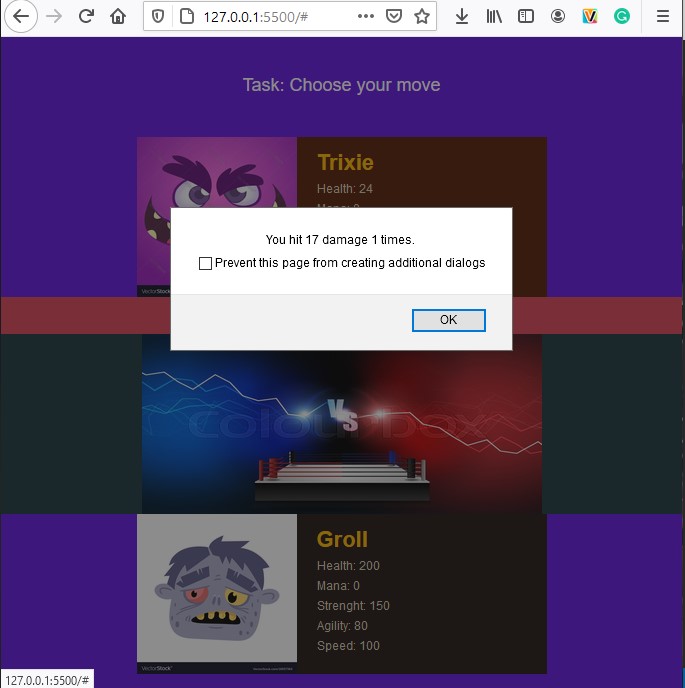 127.0.0.1:5500/#
Task: Choose your move
Trixie
Health: 24
Mana: 0
You hit 17 damage 1 times.
Prevent this page from creating additional dialogs
OK
VectorStock
VS
Colourbox
Groll
Health: 200
Mana: 0
Strenght: 150
Agility: 80
Speed: 100
VectorStock
127.0.0.1:5500/#